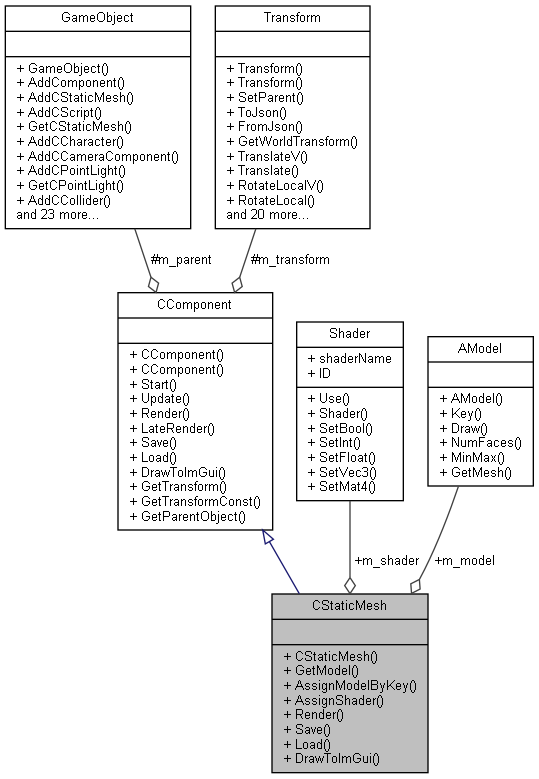 GameObject
+ GameObject()
+ AddComponent()
+ AddCStaticMesh()
+ AddCScript()
+ GetCStaticMesh()
+ AddCCharacter()
+ AddCCameraComponent()
+ AddCPointLight()
+ GetCPointLight()
+ AddCCollider()
and 23 more...
Transform
+ Transform()
+ Transform()
+ SetParent()
+ ToJson()
+ FromJson()
+ GetWorldTransform()
+ TranslateV()
+ Translate()
+ RotateLocalV()
+ RotateLocal()
and 20 more...
#m_parent
#m_transform
CComponent
+ CComponent()
+ CComponent()
+ Start()
+ Update()
+ Render()
+ LateRender()
+ Save()
+ Load()
+ DrawToImGui()
+ GetTransform()
+ GetTransformConst()
+ GetParentObject()
Shader
+ shaderName
+ ID
+ Use()
+ Shader()
+ SetBool()
+ SetInt()
+ SetFloat()
+ SetVec3()
+ SetMat4()
AModel
+ AModel()
+ Key()
+ Draw()
+ NumFaces()
+ MinMax()
+ GetMesh()
+m_shader
+m_model
CStaticMesh
+ CStaticMesh()
+ GetModel()
+ AssignModelByKey()
+ AssignShader()
+ Render()
+ Save()
+ Load()
+ DrawToImGui()